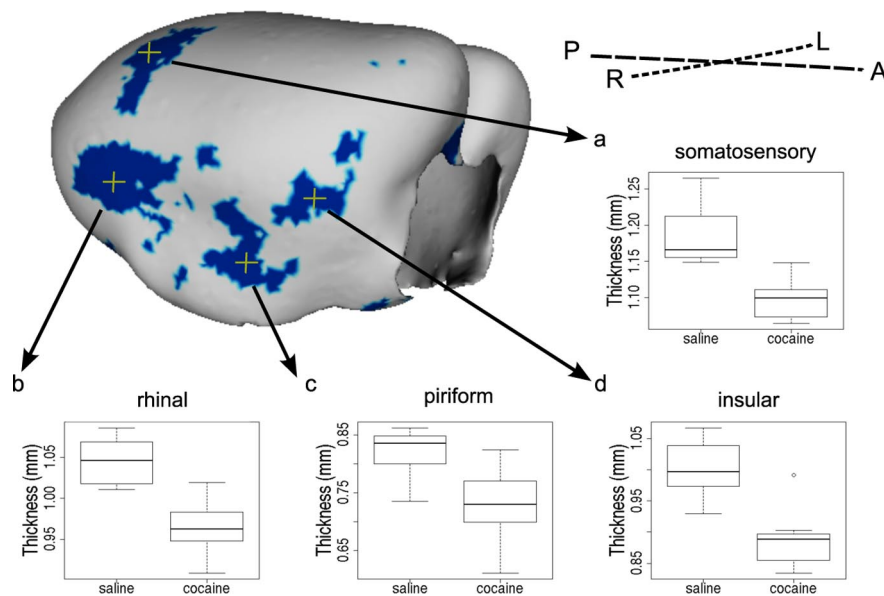 P L
R A
a
somatosensory
Thickness (mm)
1.10 1.15 1.20 1.25
saline cocaine
b
rhinal
Thickness (mm)
0.95 1.00 1.05
saline cocaine
c
piriform
Thickness (mm)
0.65 0.75 0.85
saline cocaine
d
insular
Thickness (mm)
0.85 0.95 1.05
saline cocaine